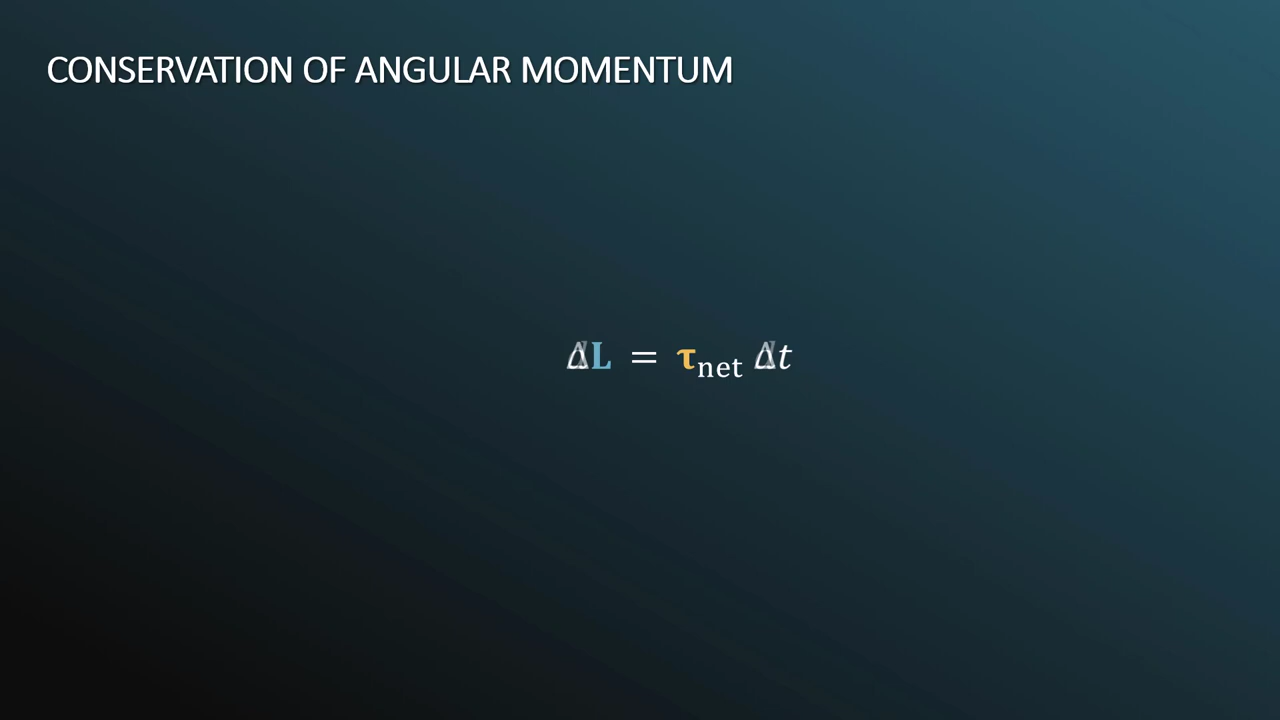 CONSERVATION OF ANGULAR MOMENTUM
ΔL = τnet Δt